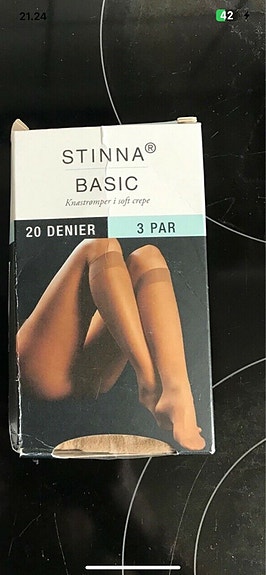 21.24
42
STINNA®
BASIC
Knæstrømper i soft crepe
20 DENIER 3 PAR